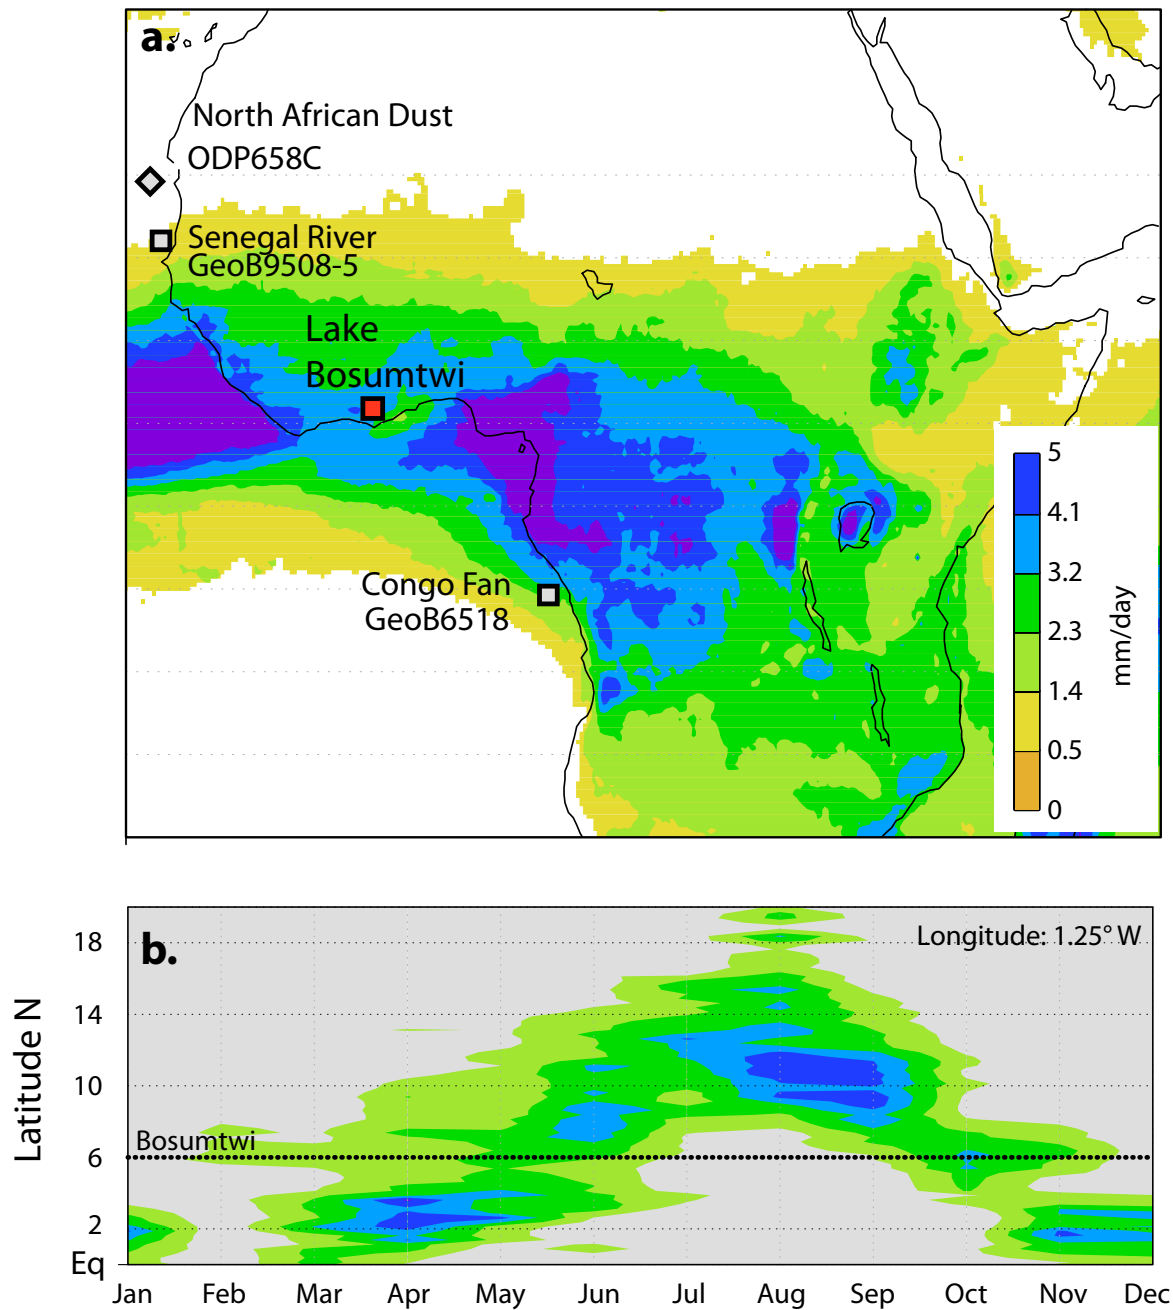 a.
North African Dust
ODP658C
Senegal River
GeoB9508-5
Lake
Bosumtwi
Congo Fan
GeoB6518
5
4.1
3.2
2.3
1.4
0.5
0
mm/day
b.
Longitude: 1.25° W
Latitude N
18
14
10
6
2
Eq
Bosumtwi
Jan Feb Mar Apr May Jun Jul Aug Sep Oct Nov Dec